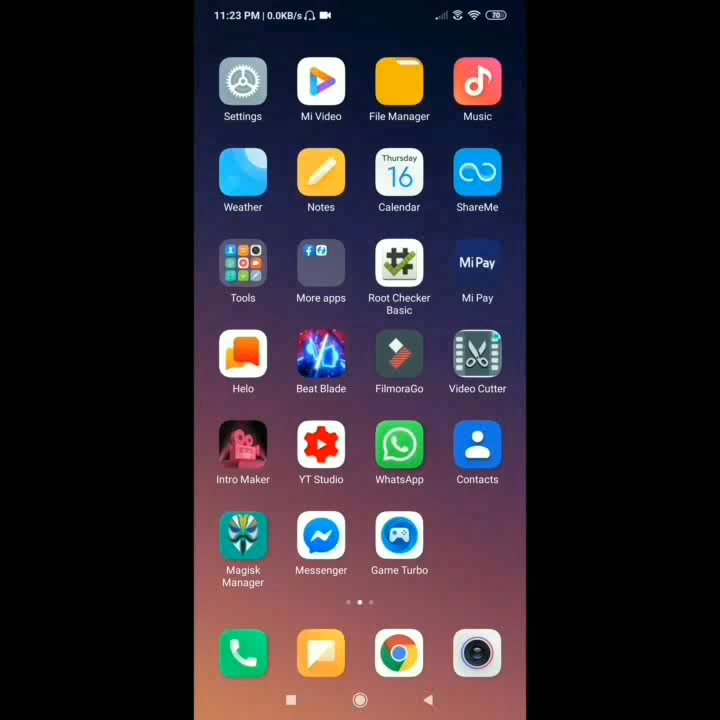 11:23 PM | 0.0KB/s
70
Settings
Mi Video
File Manager
Music
Thursday
16
Weather
Notes
Calendar
ShareMe
Mi Pay
Tools
More apps
Root Checker
Basic
Mi Pay
Helo
Beat Blade
FilmoraGo
Video Cutter
Intro Maker
YT Studio
WhatsApp
Contacts
Magisk
Manager
Messenger
Game Turbo